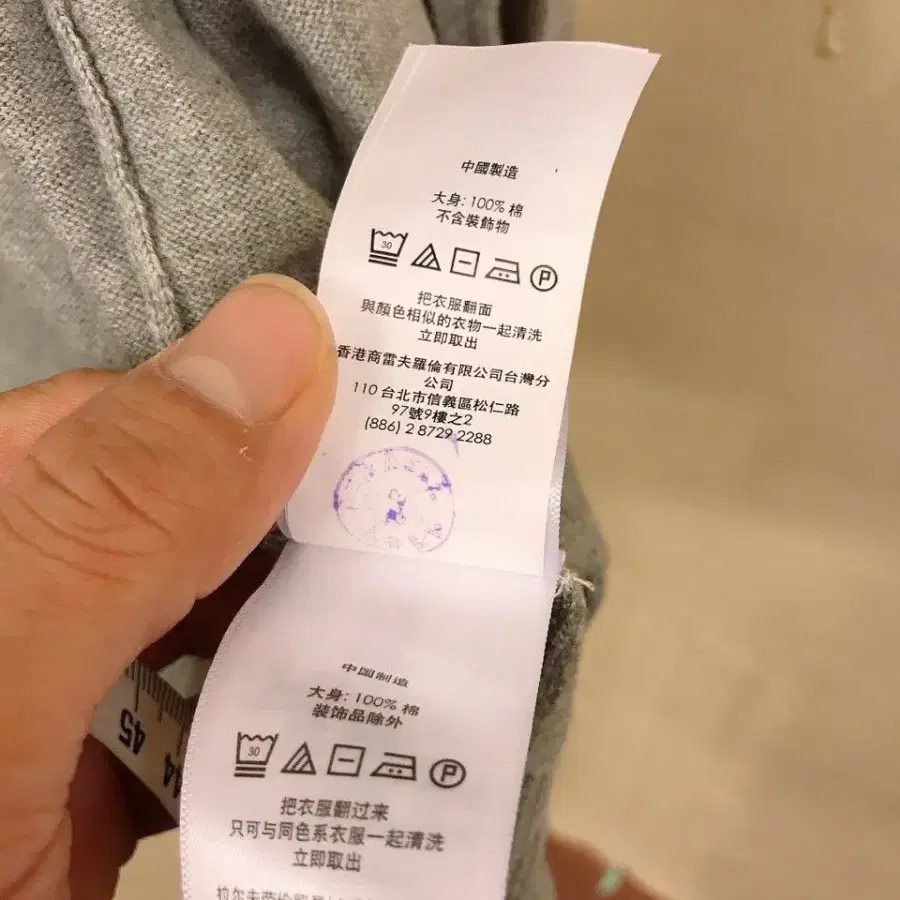 中國製造
大身: 100% 棉
不含裝飾物
30
P
把衣服翻面
與顏色相似的衣物一起清洗
立即取出
香港商雷夫羅倫有限公司台灣分
公司
110 台北市信義區松仁路
97號9樓之2
(886) 2 8729 2288
中国制造
大身: 100% 棉
装饰品除外
30
P
把衣服翻过来
只可与同色系衣服一起清洗
立即取出
拉尔夫劳伦
45
44